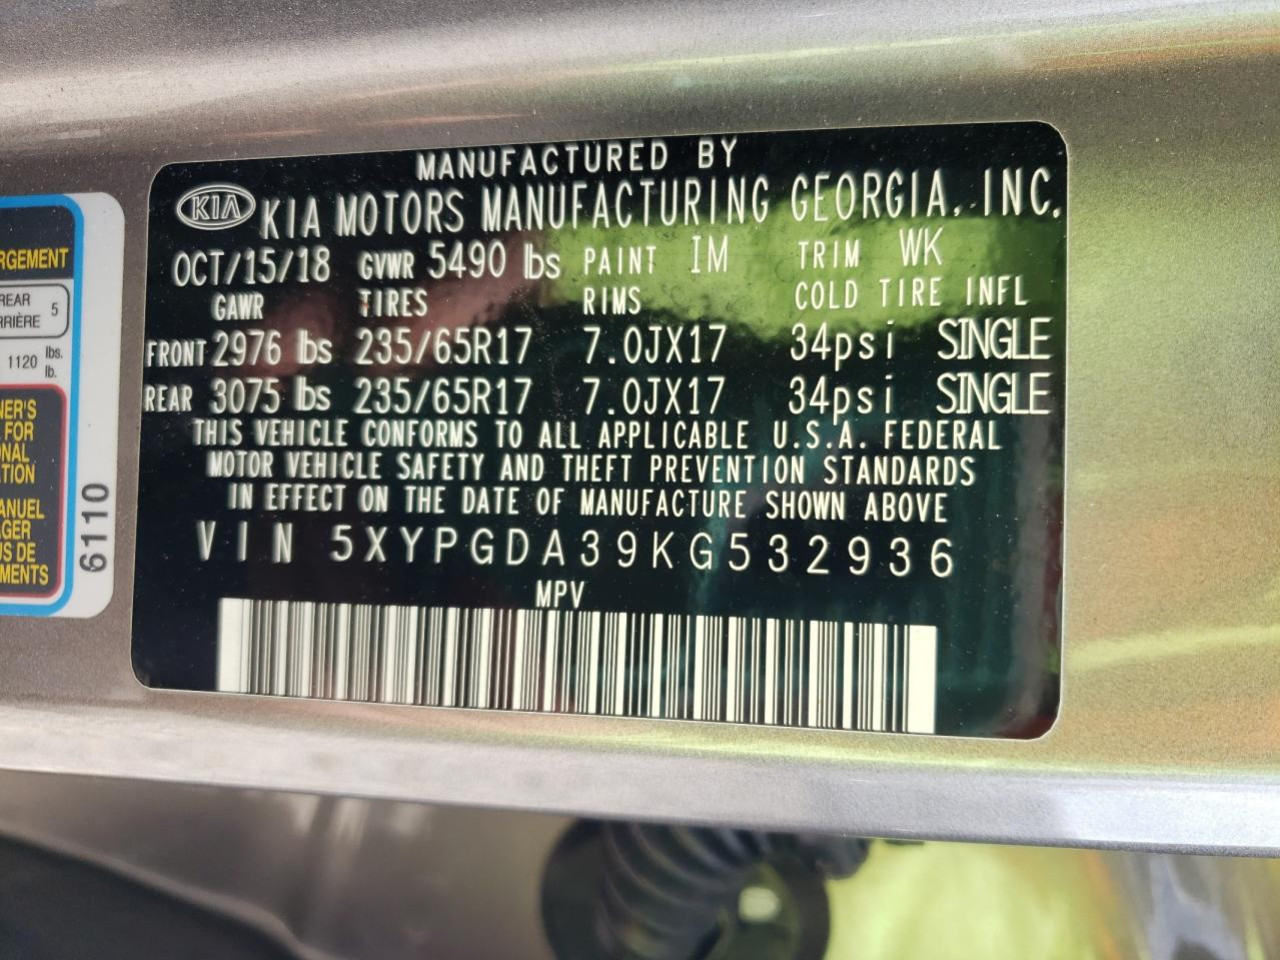 MANUFACTURED BY
KIA KIA MOTORS MANUFACTURING GEORGIA, INC.
OCT/15/18 GVWR 5490 lbs PAINT IM TRIM WK
GAWR TIRES RIMS COLD TIRE INFL
FRONT 2976 lbs 235/65R17 7.0JX17 34psi SINGLE
REAR 3075 lbs 235/65R17 7.0JX17 34psi SINGLE
THIS VEHICLE CONFORMS TO ALL APPLICABLE U.S.A. FEDERAL
MOTOR VEHICLE SAFETY AND THEFT PREVENTION STANDARDS
IN EFFECT ON THE DATE OF MANUFACTURE SHOWN ABOVE
VIN 5XYPGDA39KG532936
MPV
RGEMENT
REAR 5
RRIÈRE
1120 lbs.
lb.
NER'S
FOR
ONAL
TION
ANUEL
AGER
US DE
MENTS
6110